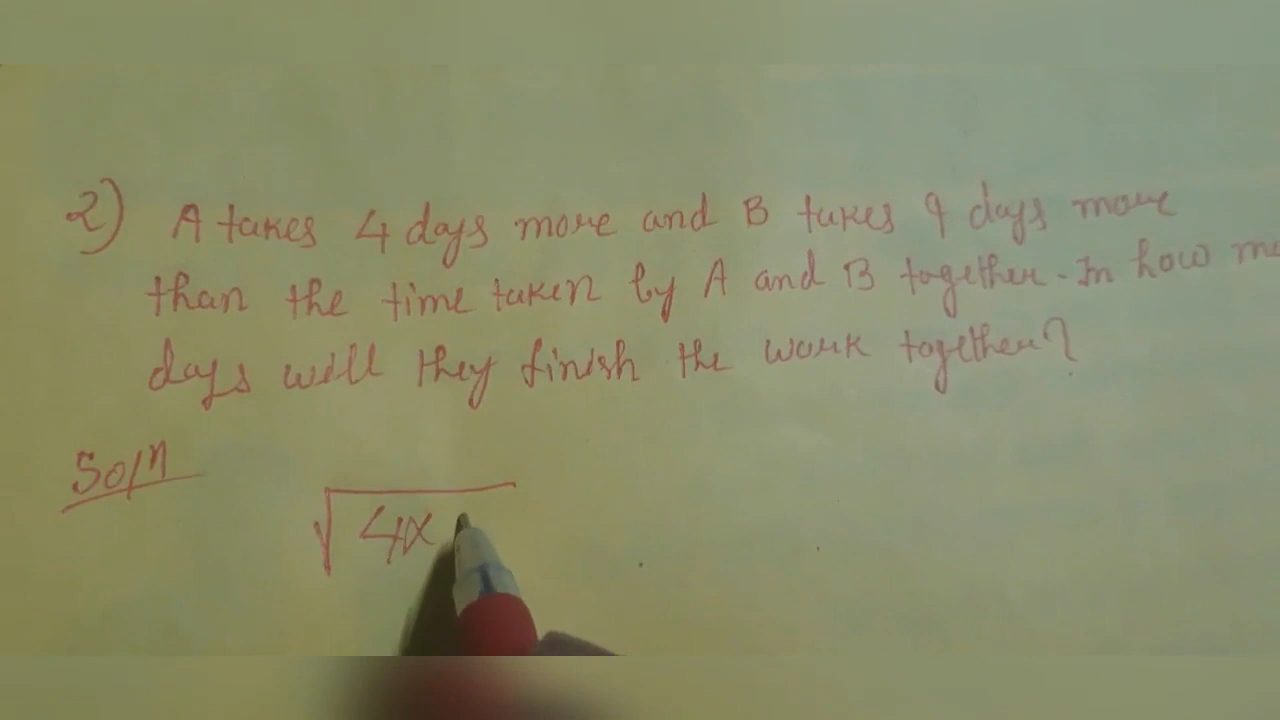 2) A takes 4 days more and B takes 9 days more
than the time taken by A and B together. In how
days will they finish the work together?
Soln
√4×